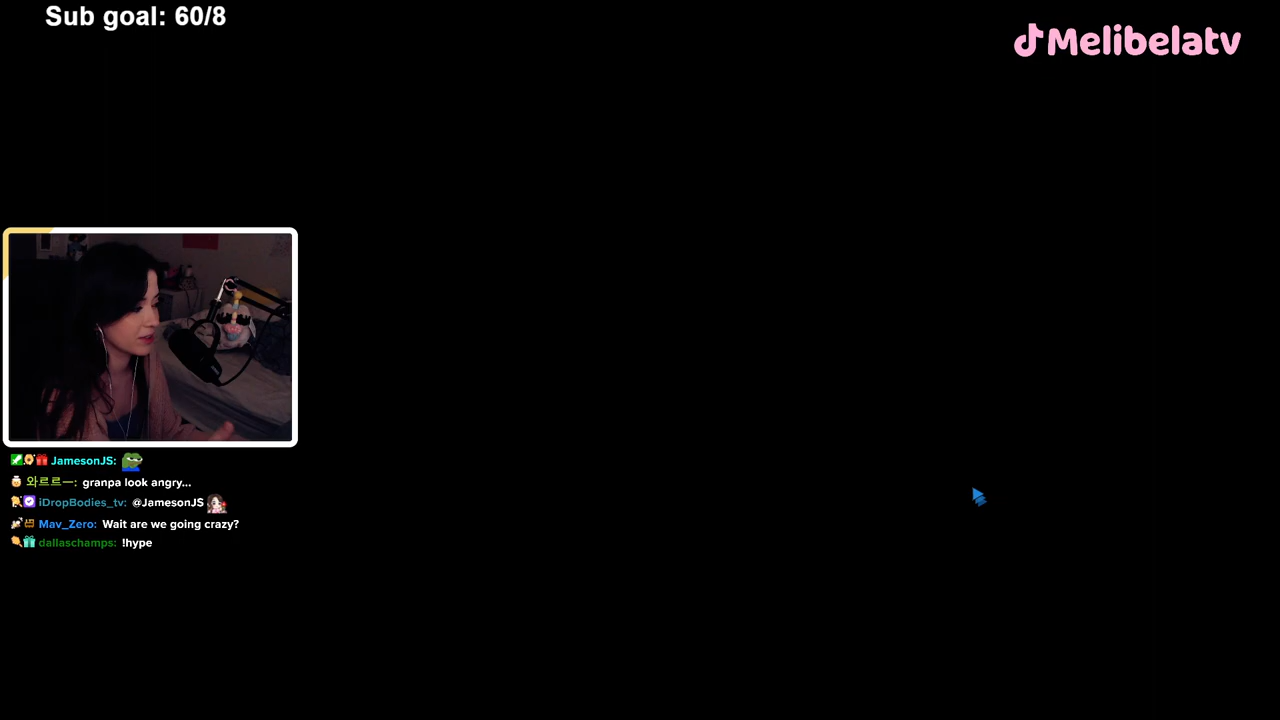 Sub goal: 60/8
Melibelatv
JamesonJS:
와르르ㅡ: granpa look angry...
iDropBodies_tv: @JamesonJS
Mav_Zero: Wait are we going crazy?
dallaschamps: !hype